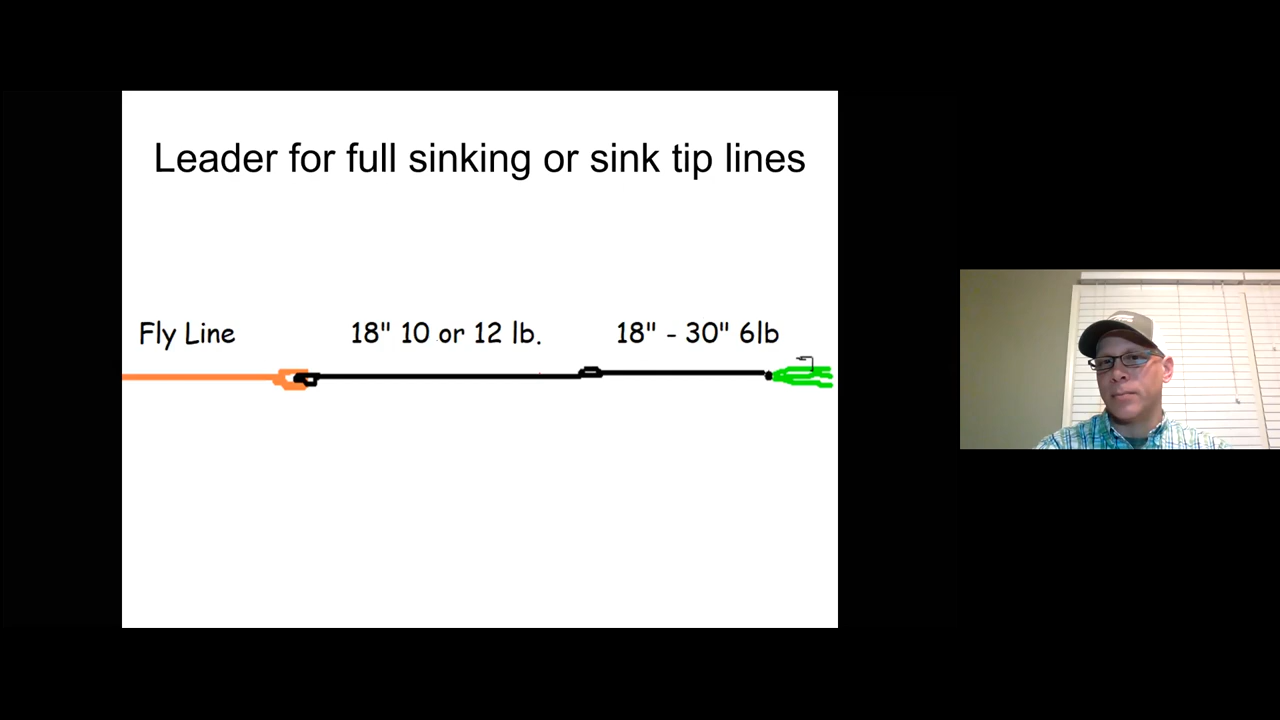 Leader for full sinking or sink tip lines
Fly Line 18" 10 or 12 lb. 18" - 30" 6lb